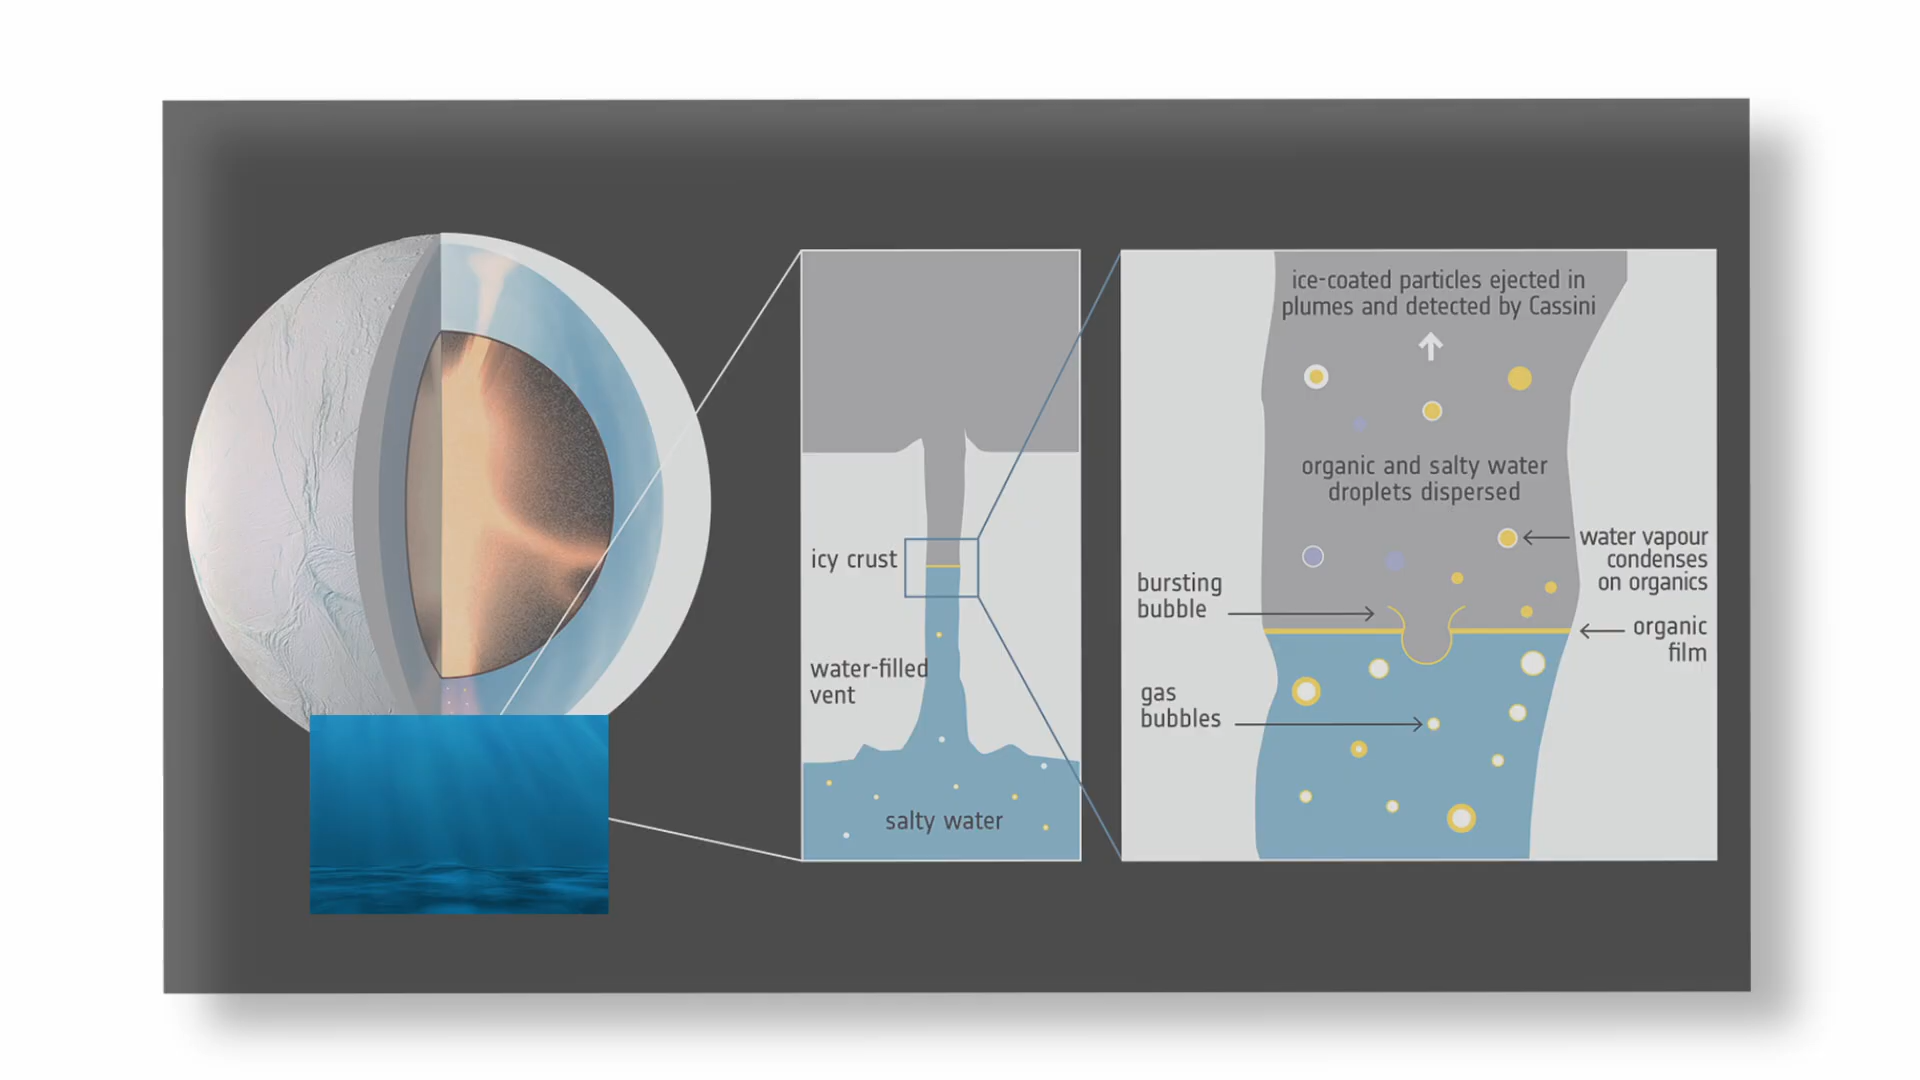 icy crust
water-filled
vent
salty water
ice-coated particles ejected in
plumes and detected by Cassini
organic and salty water
droplets dispersed
water vapour
condenses
on organics
bursting
bubble
organic
film
gas
bubbles